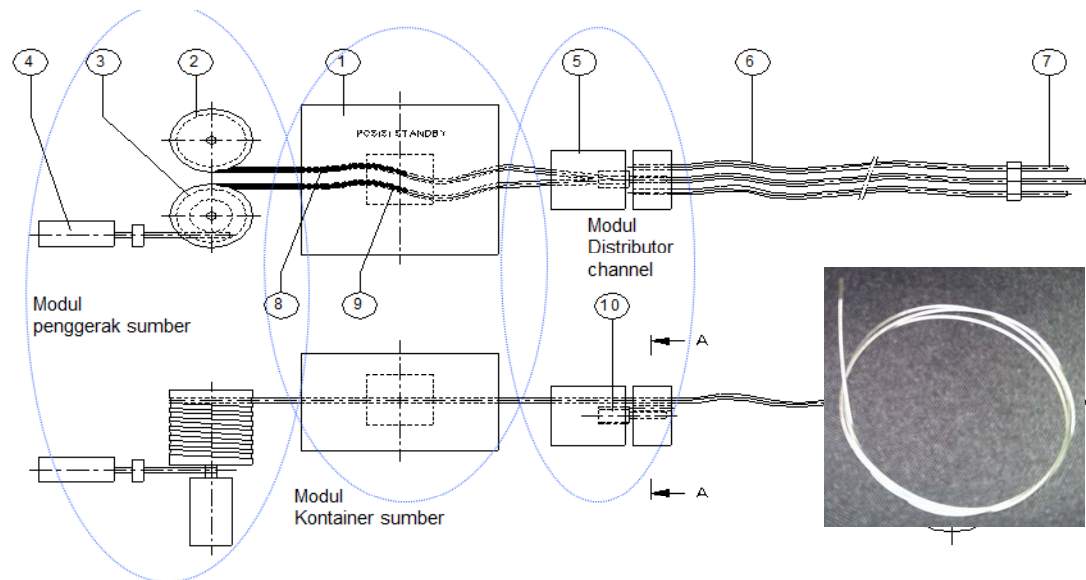 4
3
2
1
5
6
7
POSISI STANDBY
Modul
Distributor
channel
8
9
10
Modul
penggerak sumber
A
Modul
Kontainer sumber
A